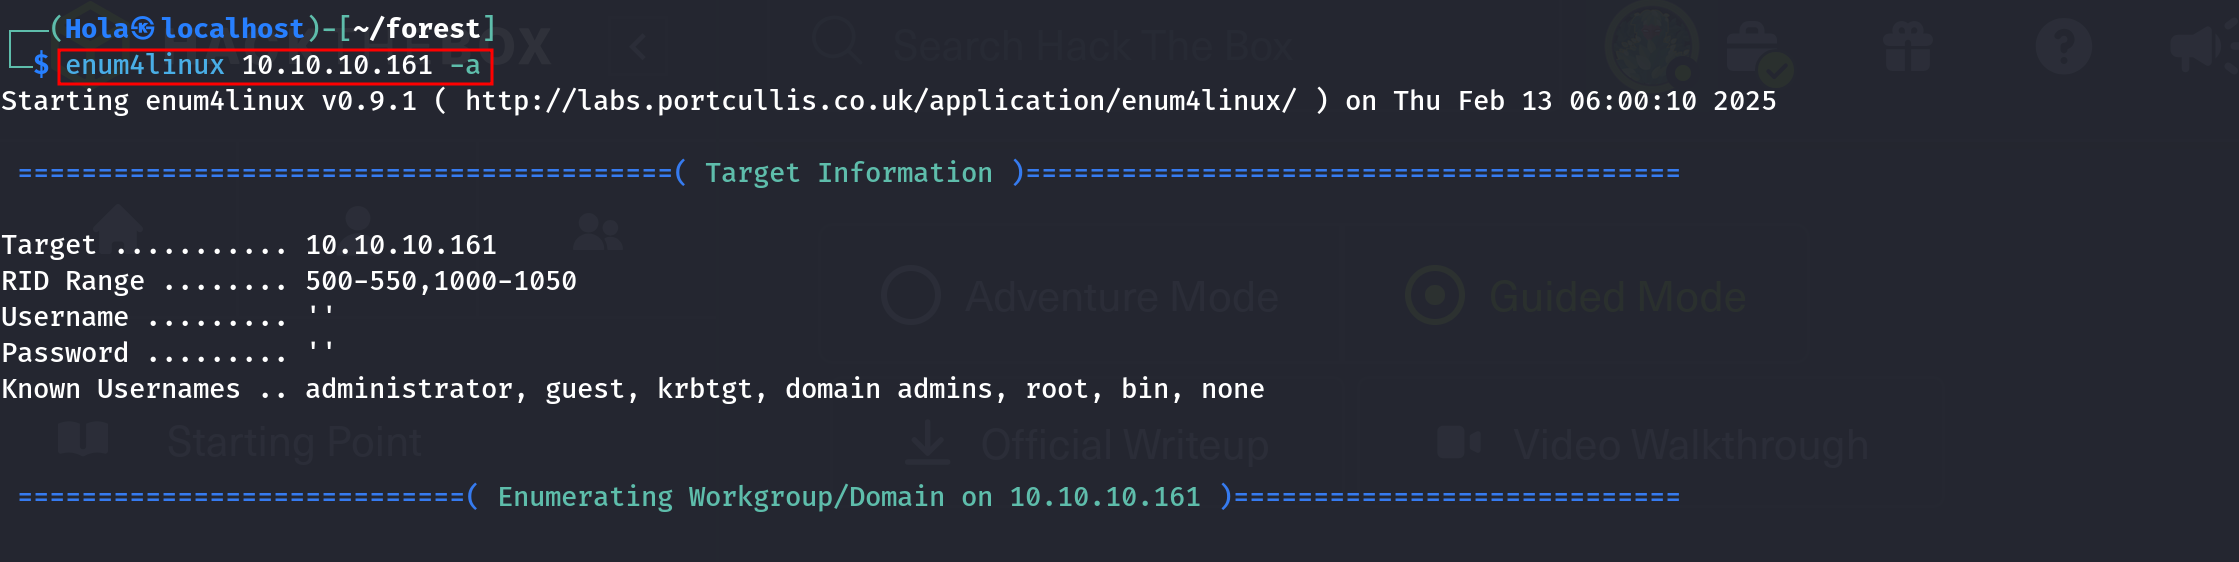 (Hola㉿localhost)-[~/forest]
$ enum4linux 10.10.10.161 -a
Starting enum4linux v0.9.1 ( http://labs.portcullis.co.uk/application/enum4linux/ ) on Thu Feb 13 06:00:10 2025
Search Hack The Box
=========================================( Target Information )=========================================
Target ........... 10.10.10.161
RID Range ........ 500-550,1000-1050
Adventure Mode
Guided Mode
Username ......... ''
Password ......... ''
Known Usernames .. administrator, guest, krbtgt, domain admins, root, bin, none
Starting Point
Official Writeup
Video Walkthrough
============================( Enumerating Workgroup/Domain on 10.10.10.161 )============================